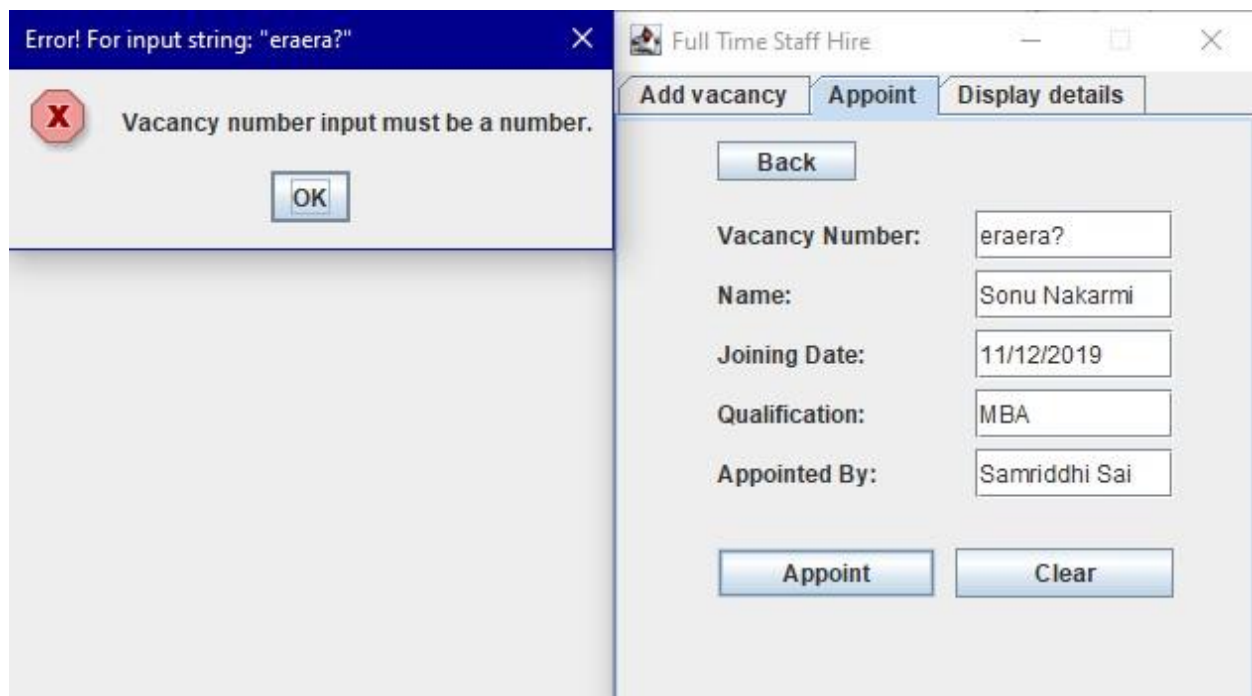 Error! For input string: "eraera?"
Vacancy number input must be a number.
OK
Full Time Staff Hire
Add vacancy Appoint Display details
Back
Vacancy Number: eraera?
Name: Sonu Nakarmi
Joining Date: 11/12/2019
Qualification: MBA
Appointed By: Samriddhi Sai
Appoint Clear